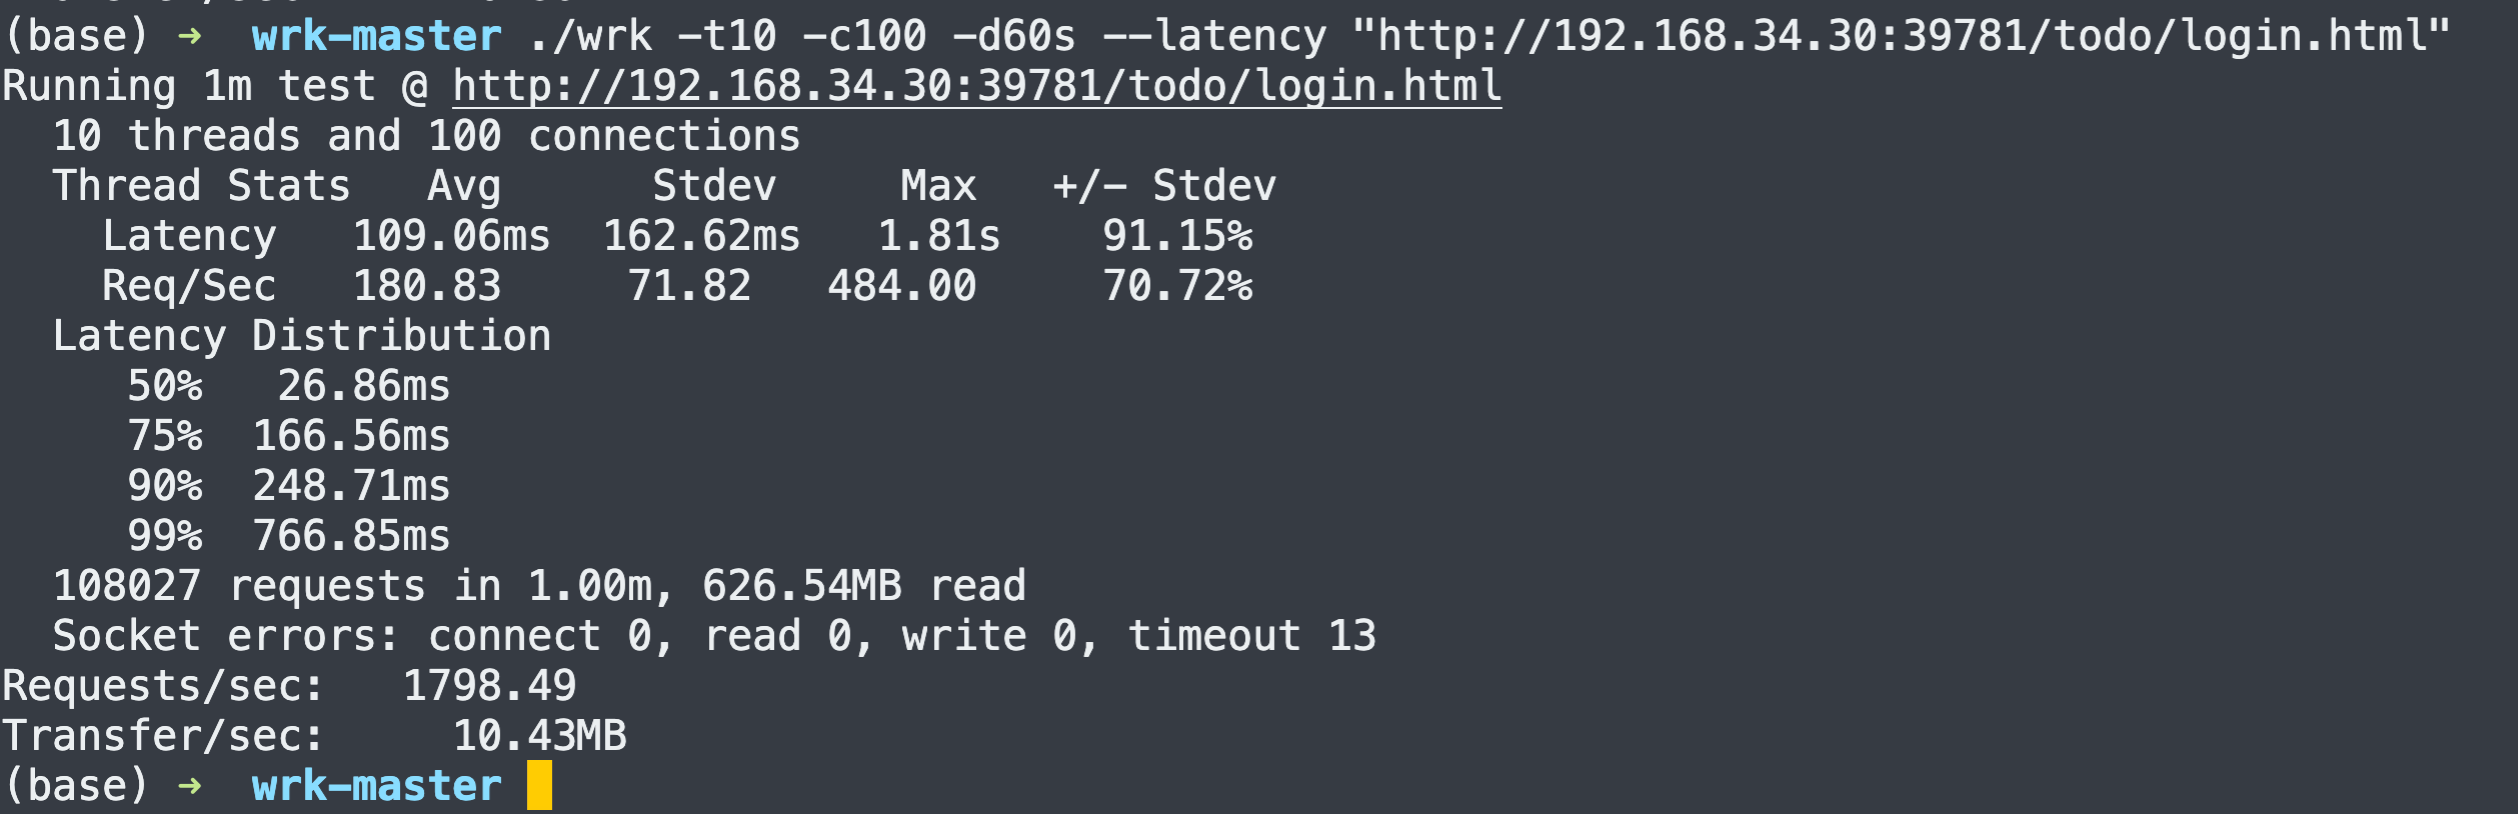 (base) ➜  wrk-master ./wrk -t10 -c100 -d60s --latency "http://192.168.34.30:39781/todo/login.html"
Running 1m test @ http://192.168.34.30:39781/todo/login.html
  10 threads and 100 connections
  Thread Stats   Avg      Stdev     Max   +/- Stdev
    Latency   109.06ms  162.62ms   1.81s    91.15%
    Req/Sec   180.83     71.82   484.00     70.72%
  Latency Distribution
     50%   26.86ms
     75%  166.56ms
     90%  248.71ms
     99%  766.85ms
  108027 requests in 1.00m, 626.54MB read
  Socket errors: connect 0, read 0, write 0, timeout 13
Requests/sec:   1798.49
Transfer/sec:     10.43MB
(base) ➜  wrk-master